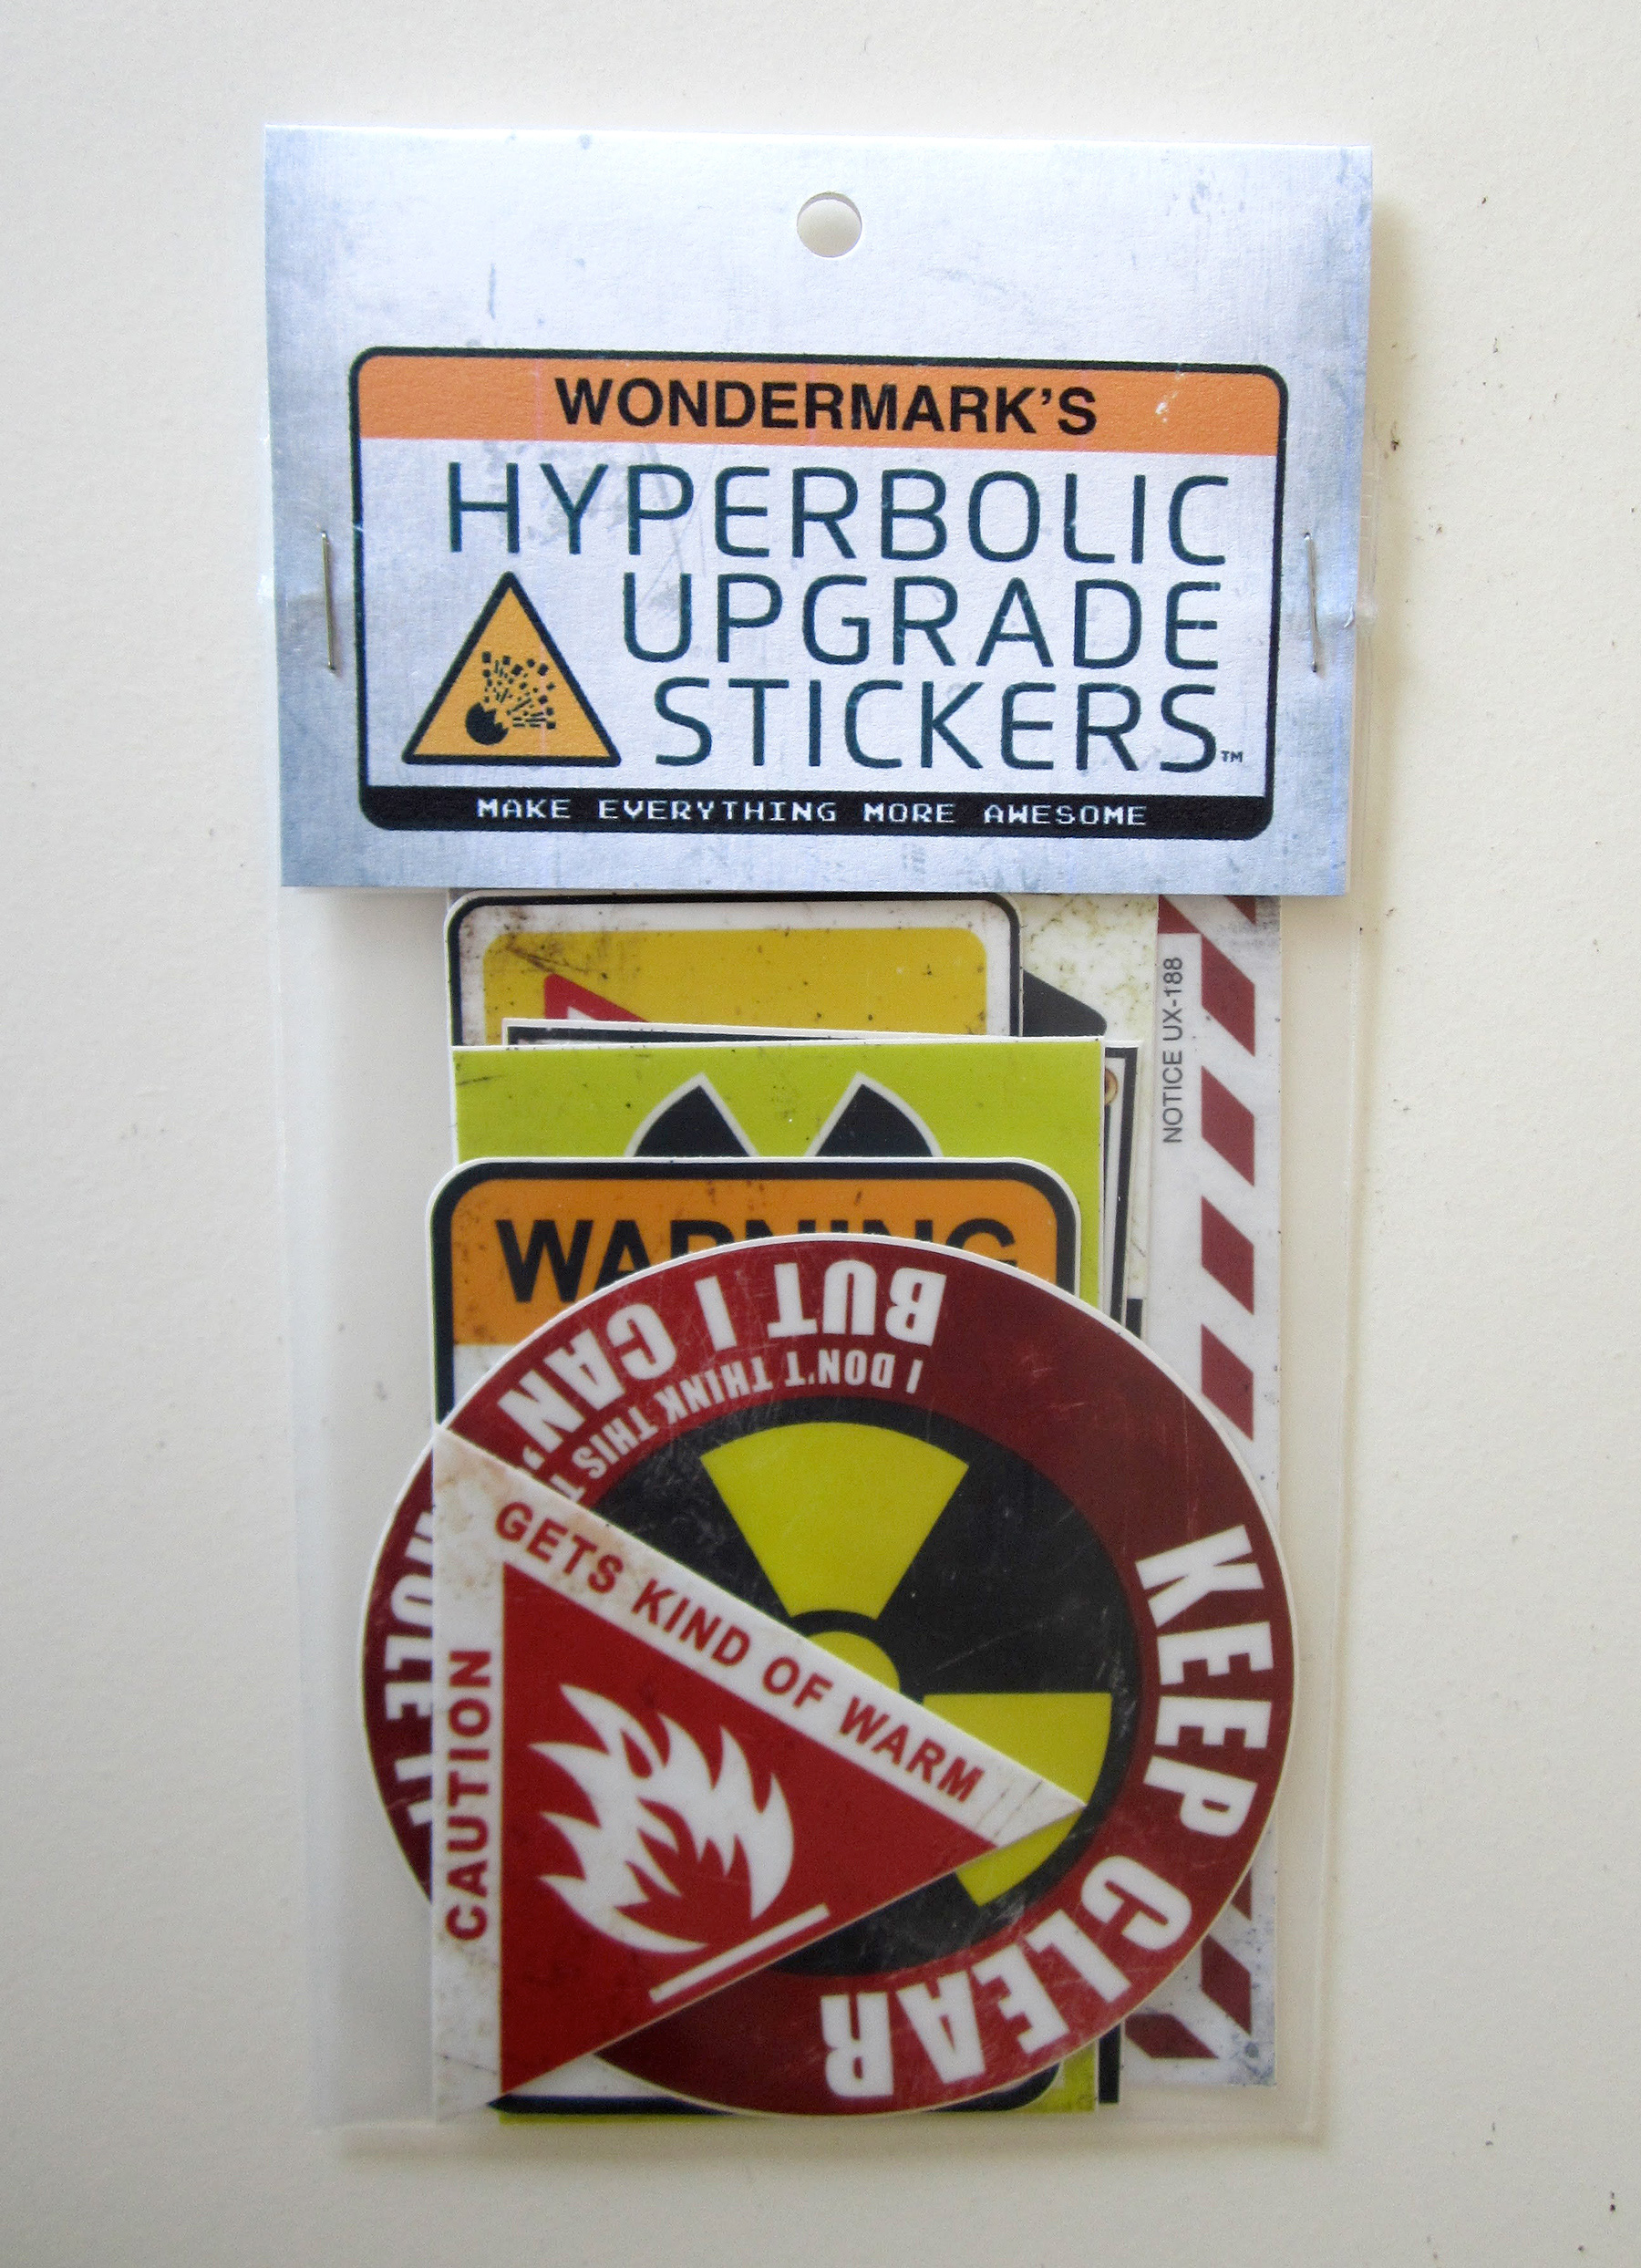 WONDERMARK'S
HYPERBOLIC
UPGRADE
STICKERS™
MAKE EVERYTHING MORE AWESOME
NOTICE UX-188
WARNING
BUT I CAN'
I DON'T THINK THIS
KEEP CLEAR
GETS KIND OF WARM
CAUTION